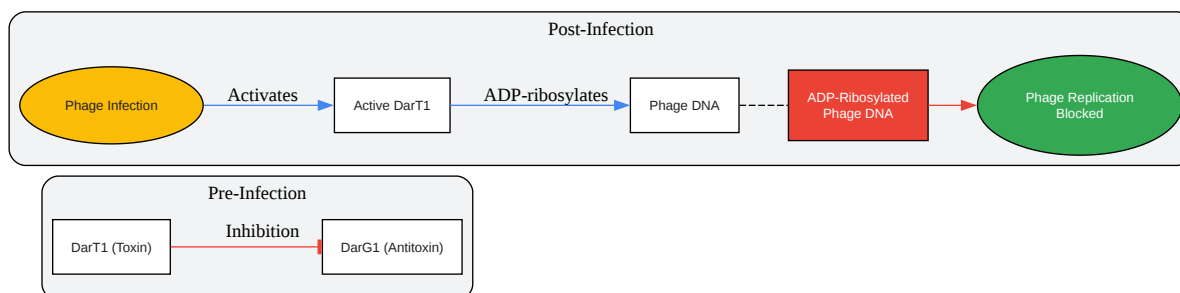 Post-Infection
Phage Infection
Activates
Active DarT1
ADP-ribosylates
Phage DNA
ADP-Ribosylated
Phage DNA
Phage Replication
Blocked
Pre-Infection
DarT1 (Toxin)
Inhibition
DarG1 (Antitoxin)